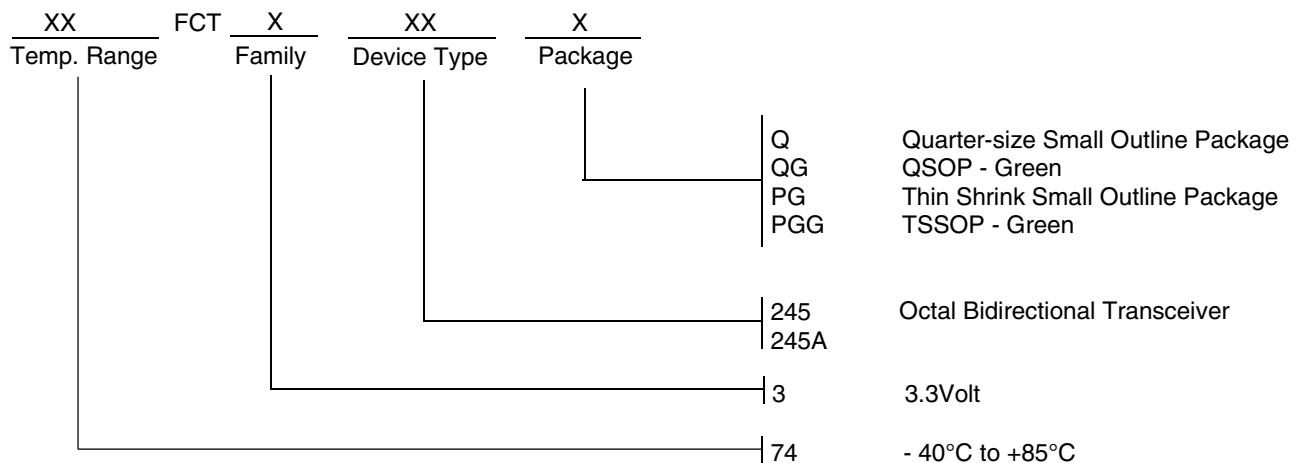 XX FCT X XX X
Temp. Range Family Device Type Package
Q Quarter-size Small Outline Package
QG QSOP - Green
PG Thin Shrink Small Outline Package
PGG TSSOP - Green
245 Octal Bidirectional Transceiver
245A
3 3.3Volt
74 - 40°C to +85°C